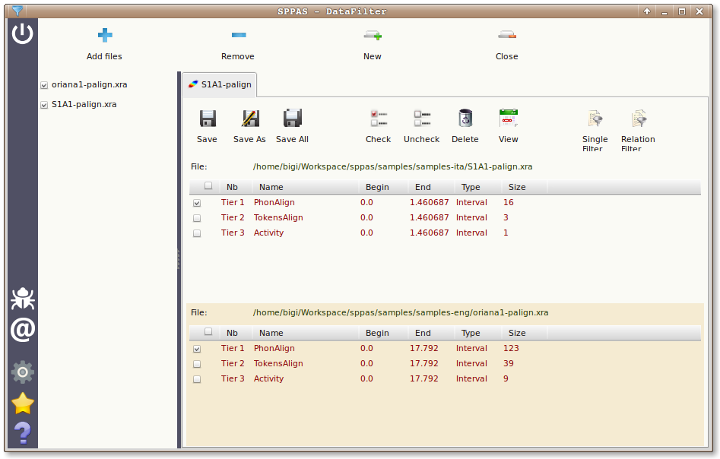 SPPAS - DataFilter
Add files Remove New Close
oriana1-palign.xra
S1A1-palign.xra
S1A1-palign
Save Save As Save All Check Uncheck Delete View Single Filter Relation Filter
File: /home/bigi/Workspace/sppas/samples/samples-ita/S1A1-palign.xra
Nb Name Begin End Type Size
Tier 1 PhonAlign 0.0 1.460687 Interval 16
Tier 2 TokensAlign 0.0 1.460687 Interval 3
Tier 3 Activity 0.0 1.460687 Interval 1
File: /home/bigi/Workspace/sppas/samples/samples-eng/oriana1-palign.xra
Nb Name Begin End Type Size
Tier 1 PhonAlign 0.0 17.792 Interval 123
Tier 2 TokensAlign 0.0 17.792 Interval 39
Tier 3 Activity 0.0 17.792 Interval 9
@
?